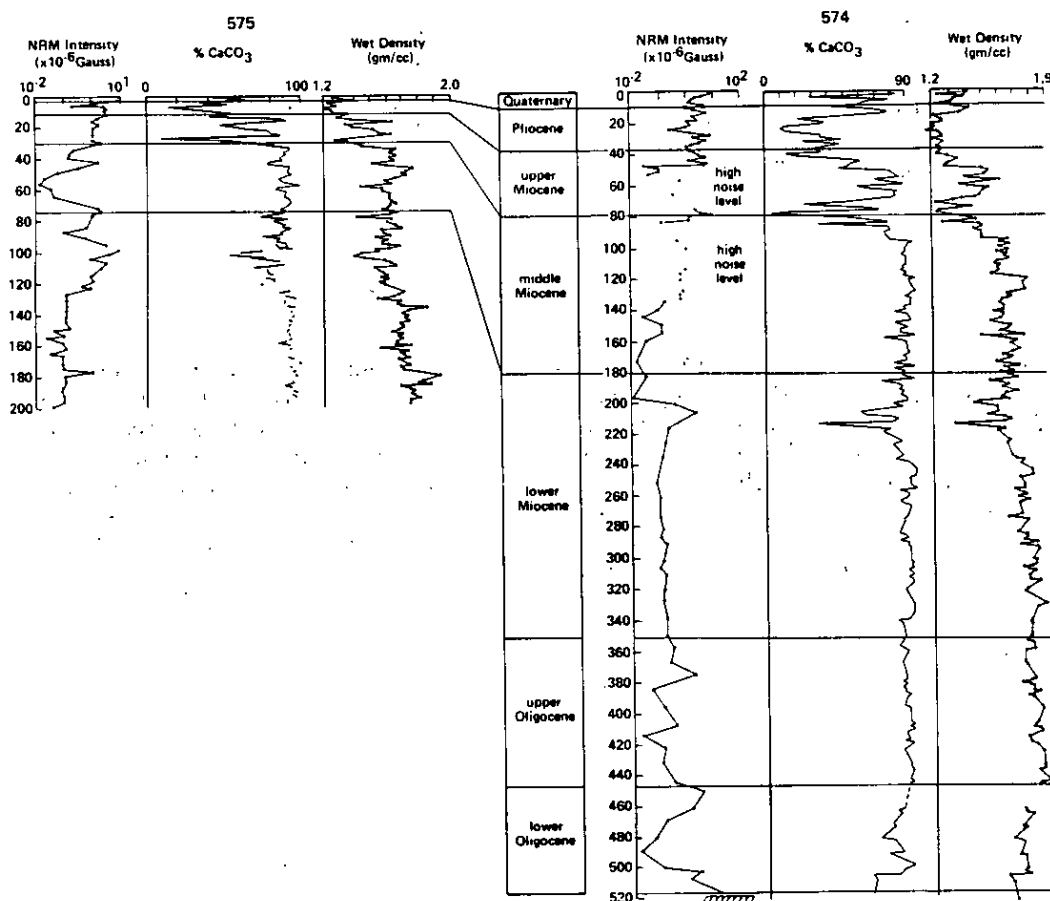 575
NRM Intensity
(x10⁻⁶Gauss)
% CaCO₃
Wet Density
(gm/cc)
10⁻² 10¹
0 100
1.2 2.0
0
20
40
60
80
100
120
140
160
180
200
574
NRM Intensity
(x10⁻⁶Gauss)
% CaCO₃
Wet Density
(gm/cc)
10⁻² 10²
0 90
1.2 1.9
Quaternary
Pliocene
upper
Miocene
middle
Miocene
lower
Miocene
upper
Oligocene
lower
Oligocene
0
10
20
30
40
50
60
70
80
100
120
140
160
180
200
220
240
260
280
300
320
340
360
380
400
420
440
460
480
500
520
high
noise
level
high
noise
level